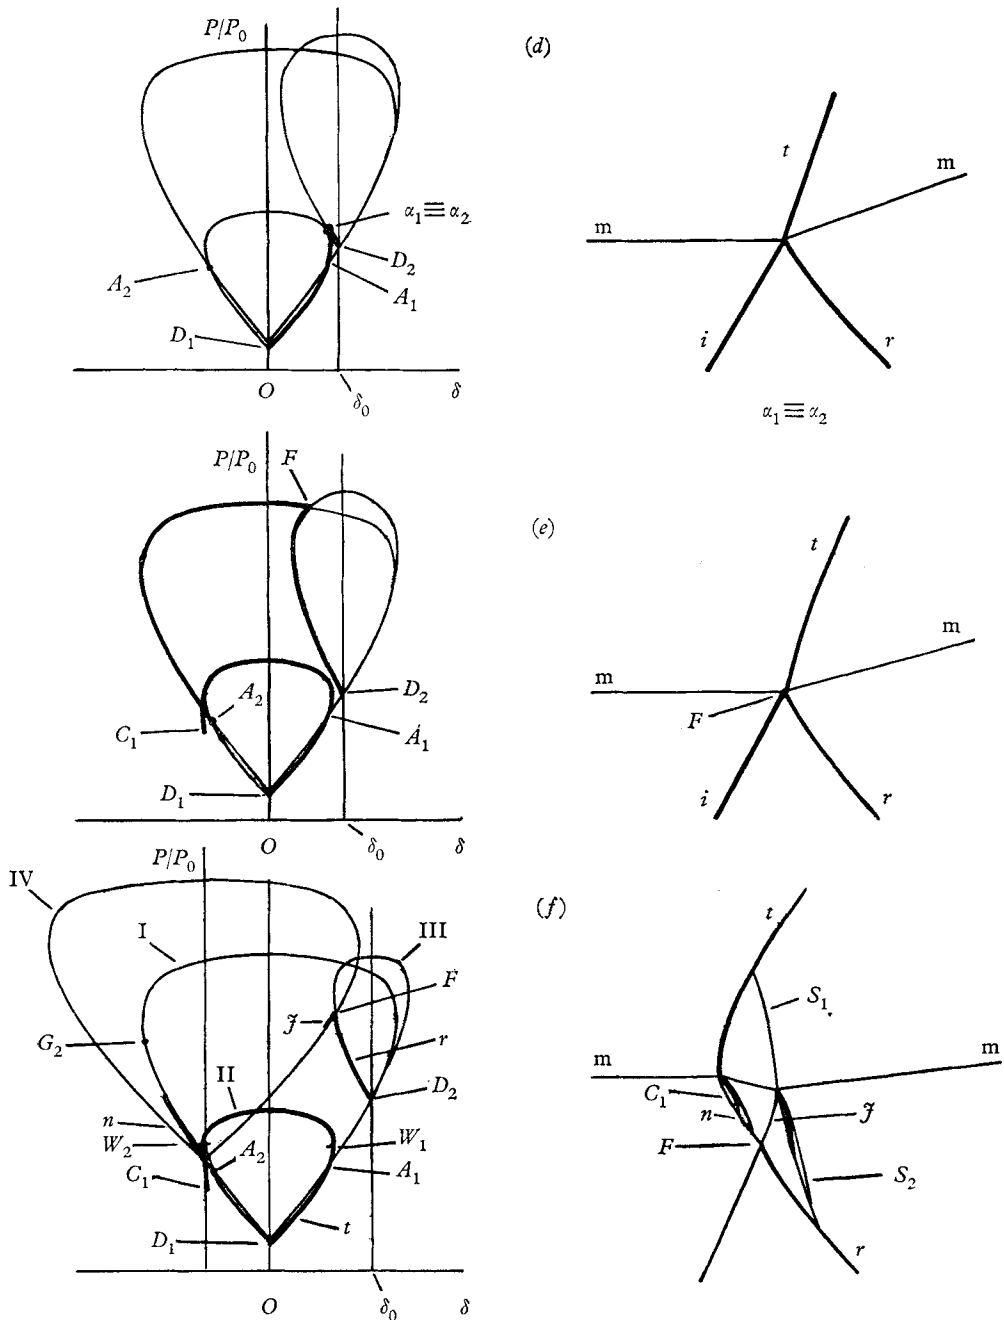 P/P₀
(d)
t
m
α₁ ≡ α₂
m
D₂
A₂
A₁
D₁
i
r
O
δ₀
δ
α₁ ≡ α₂
P/P₀
F
(e)
t
m
m
A₂
D₂
F
C₁
A₁
D₁
i
r
O
δ₀
δ
P/P₀
IV
(f)
t
I
III
S₁
F
J
G₂
r
m
m
II
D₂
C₁
J
n
n
W₂
W₁
F
A₂
A₁
S₂
C₁
t
D₁
r
O
δ₀
δ